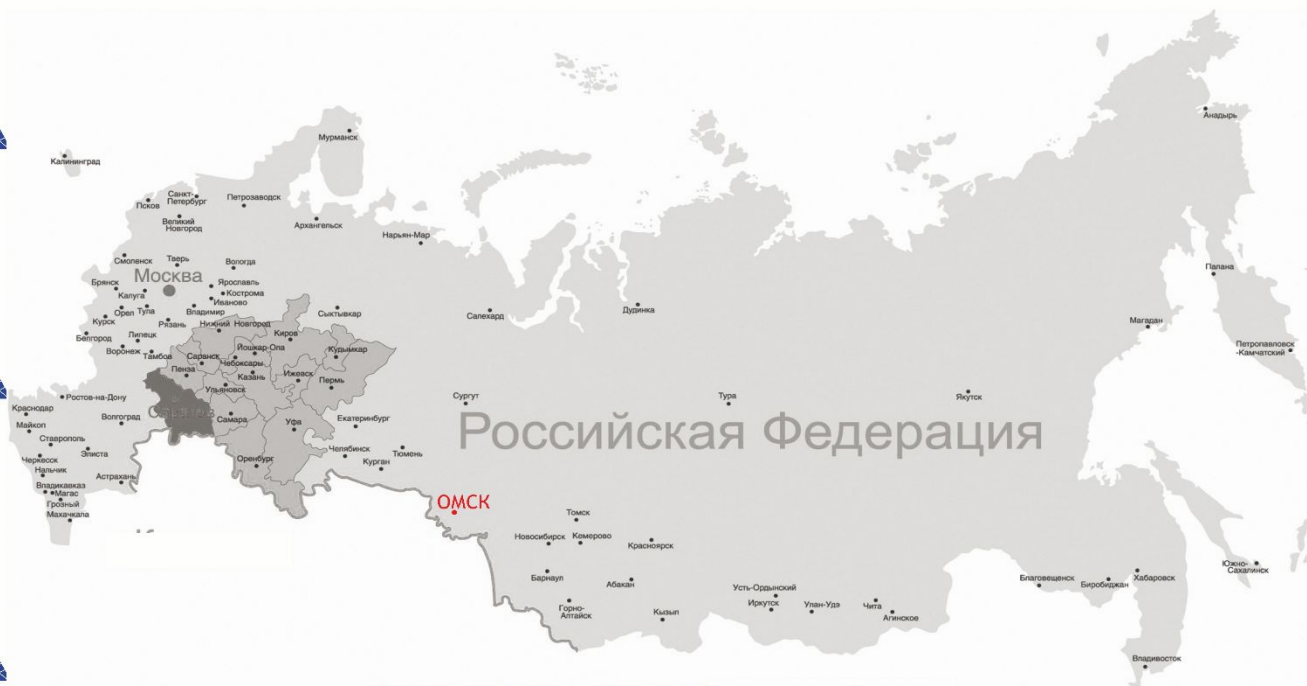 Анадырь
Мурманск
Калининград
Санкт-
Петербург
Псков
Петрозаводск
Великий
Новгород
Архангельск
Нарьян-Мар
Смоленск
Таерь
Вологда
Москва
Палана
Брянск
Калуга
Ярославль
Кострома
Иваново
Орел
Тула
Владимир
Сыктывкар
Салехард
Дудинка
Магадан
Курск
Рязань
Нижний Новгород
Белгород
Липецк
Киров
Воронеж
Тамбов
Саранск
Йошкар-Ола
Чебоксары
Кудымкар
Петропавловск
-Камчатский
Пенза
Казань
Ижевск
Пермь
Ульяновск
Ростов-на-Дону
Сургут
Тура
Якутск
Краснодар
Майкоп
Волгоград
Самара
Уфа
Екатеринбург
Российская Федерация
Ставрополь
Элиста
Челябинск
Тюмень
Черкесск
Оренбург
Курган
Нальчик
Астрахань
Владикавказ
Магас
Грозный
Махачкала
ОМСК
Томск
Новосибирск
Кемерово
Красноярск
Барнаул
Абакан
Усть-Ордынский
Благовещенск
Биробиджан
Хабаровск
Южно-
Сахалинск
Горно-
Алтайск
Кызыл
Иркутск
Улан-Удэ
Чита
Агинское
Владивосток